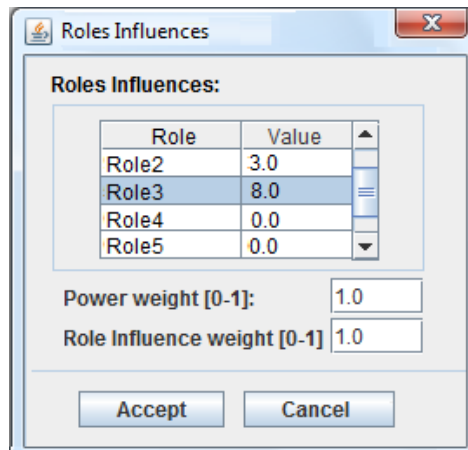 Roles Influences
Roles Influences:
Role Value
Role2 3.0
Role3 8.0
Role4 0.0
Role5 0.0
Power weight [0-1]: 1.0
Role Influence weight [0-1] 1.0
Accept Cancel